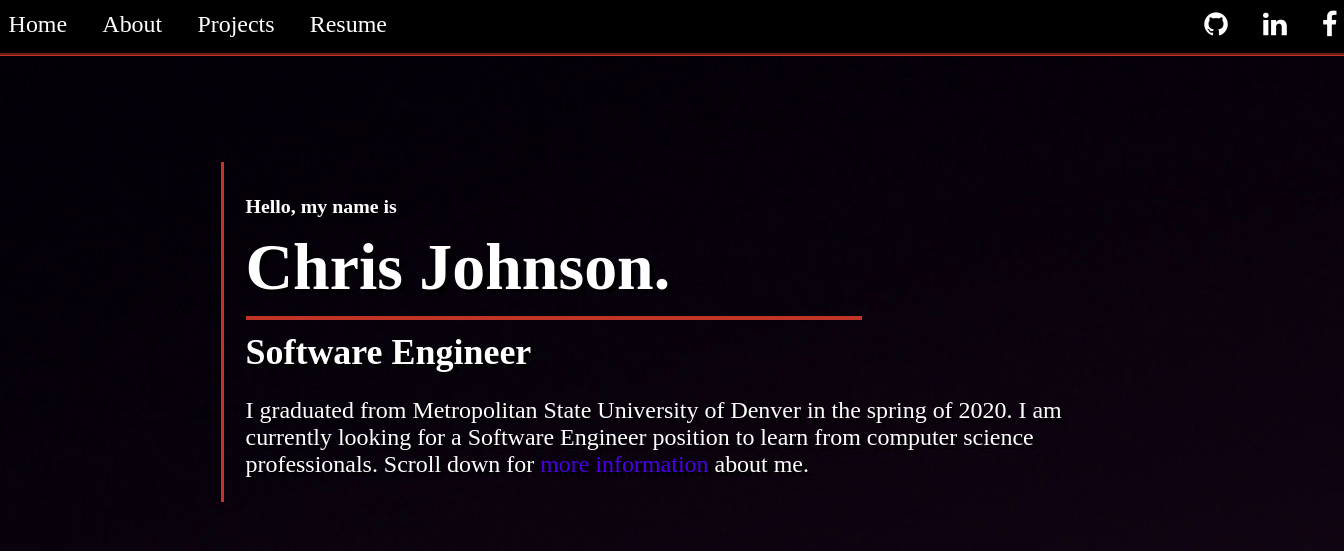 Home About Projects Resume
Hello, my name is
Chris Johnson.
Software Engineer
I graduated from Metropolitan State University of Denver in the spring of 2020. I am
currently looking for a Software Engineer position to learn from computer science
professionals. Scroll down for more information about me.